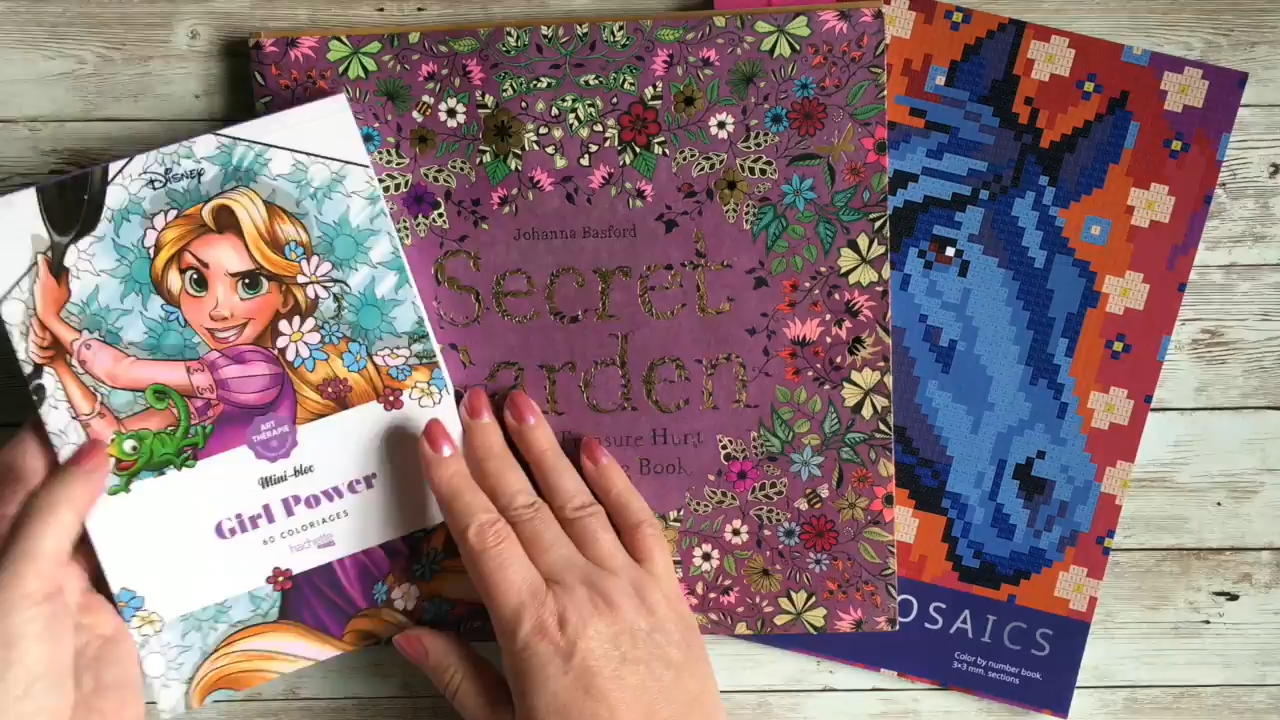 Disney
ART
THÉRAPIE
Mini-bloc
Girl Power
60 COLORIAGES
hachette
Johanna Basford
Secret
arden
Treasure Hunt
Book
OSAICS
Color by number book,
3×3 mm. sections